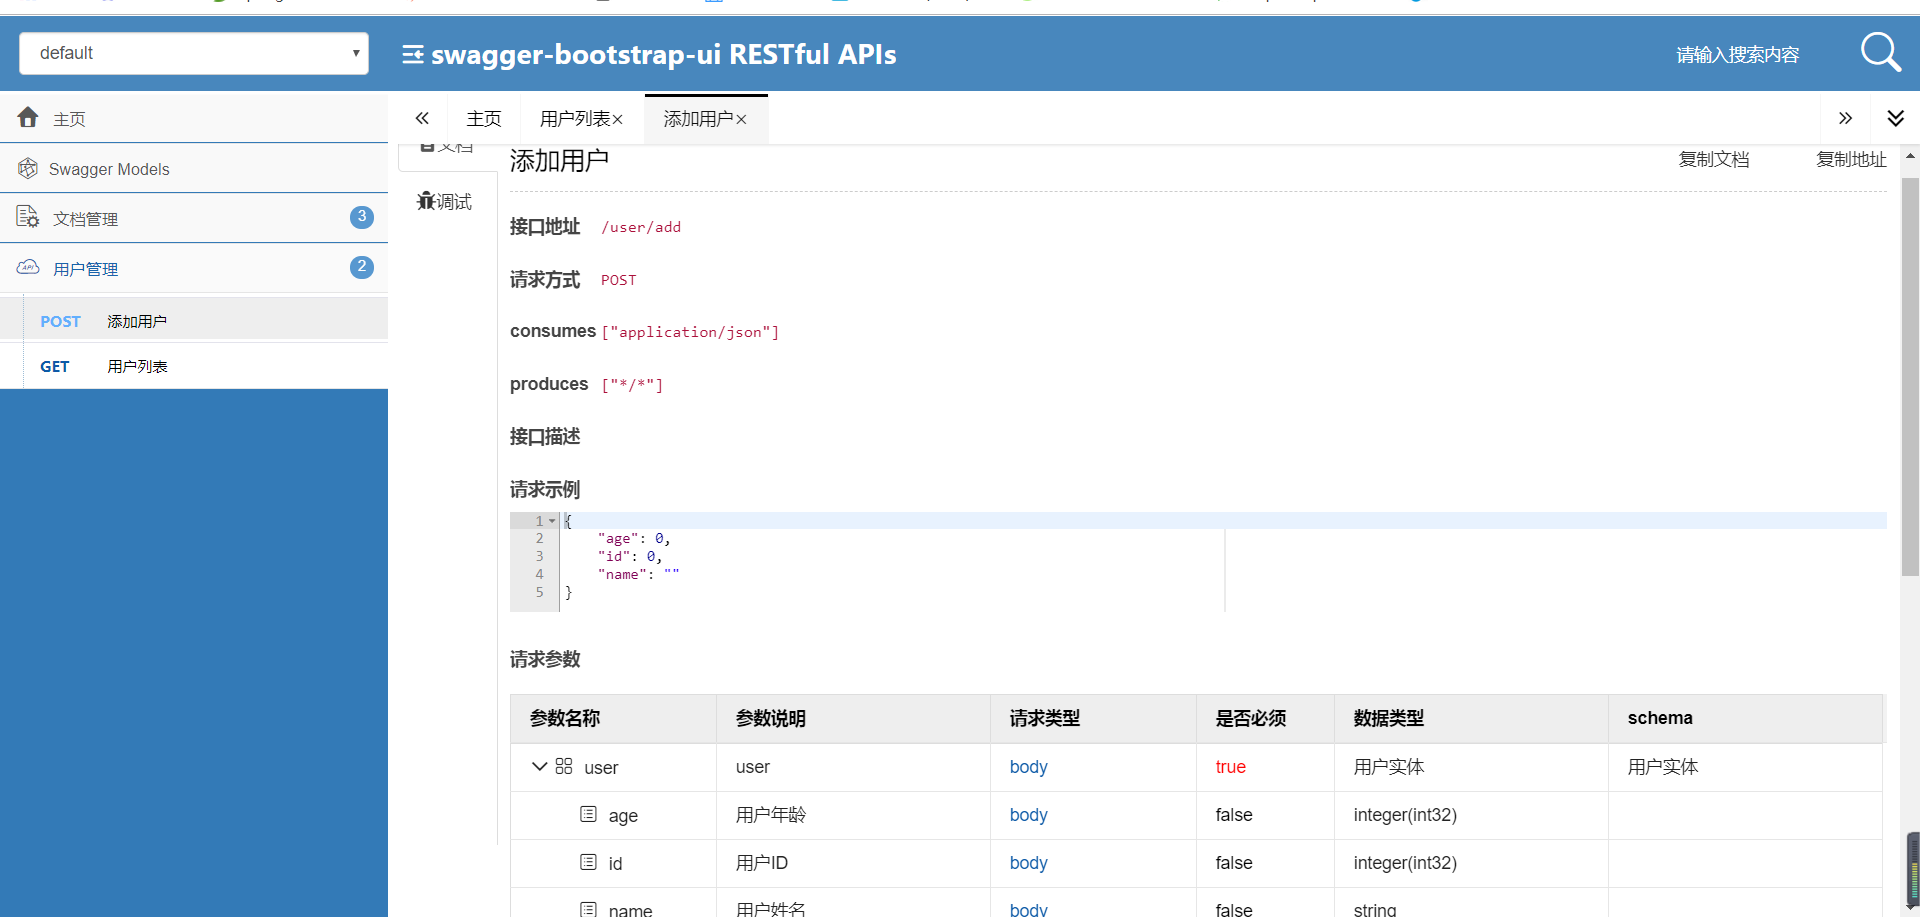 default
swagger-bootstrap-ui RESTful APIs
请输入搜索内容
主页
Swagger Models
文档管理 3
用户管理 2
POST 添加用户
GET 用户列表
主页 用户列表× 添加用户×
文档
调试
添加用户
复制文档 复制地址
接口地址 /user/add
请求方式 POST
consumes ["application/json"]
produces ["*/*"]
接口描述
请求示例
1 {
2 "age": 0,
3 "id": 0,
4 "name": ""
5 }
请求参数
参数名称 参数说明 请求类型 是否必须 数据类型 schema
user user body true 用户实体 用户实体
age 用户年龄 body false integer(int32)
id 用户ID body false integer(int32)
name 用户姓名 body false string